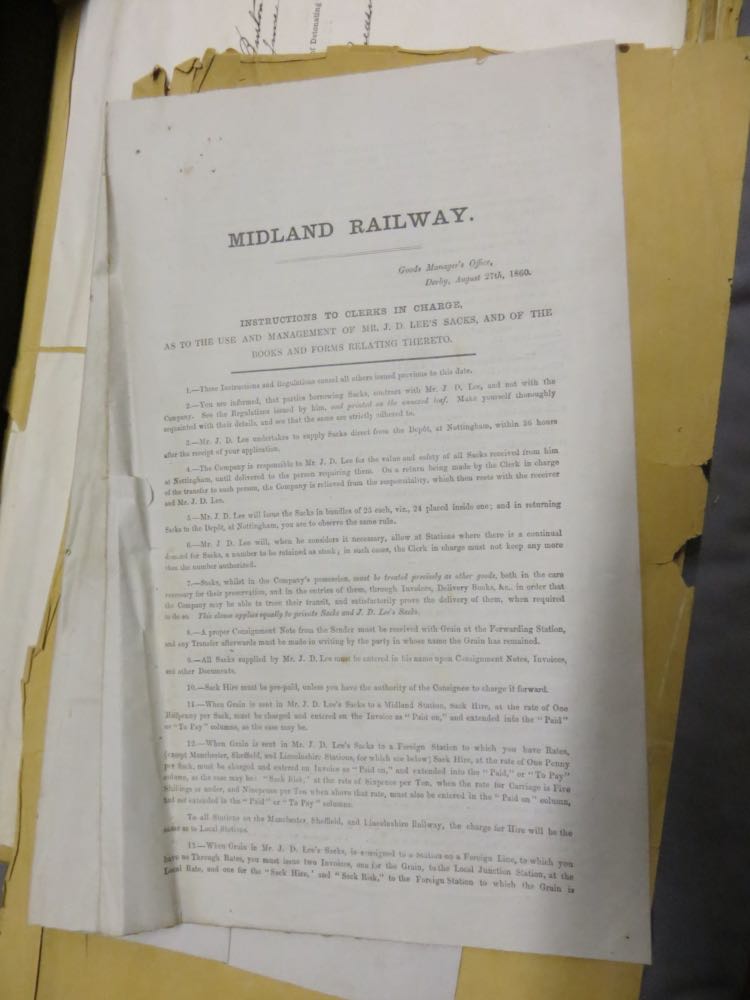 of Detonating
MIDLAND RAILWAY.
Goods Manager's Office,
Derby, August 27th, 1860.
INSTRUCTIONS TO CLERKS IN CHARGE,
AS TO THE USE AND MANAGEMENT OF MR. J. D. LEE'S SACKS, AND OF THE
BOOKS AND FORMS RELATING THERETO.
1.—These Instructions and Regulations cancel all others issued previous to this date.
2.—You are informed, that parties borrowing Sacks, contract with Mr. J D. Lee, and not with the
Company. See the Regulations issued by him, and printed on the annexed leaf. Make yourself thoroughly
acquainted with their details, and see that the same are strictly adhered to.
3.—Mr. J. D. Lee undertakes to supply Sacks direct from the Depôt, at Nottingham, within 36 hours
after the receipt of your application.
4.—The Company is responsible to Mr. J. D. Lee for the value and safety of all Sacks received from him
at Nottingham, until delivered to the person requiring them. On a return being made by the Clerk in charge
of the transfer to such person, the Company is relieved from the responsibility, which then rests with the receiver
and Mr. J. D. Lee.
5—Mr. J. D. Lee will issue the Sacks in bundles of 25 each, viz., 24 placed inside one; and in returning
Sacks to the Depôt, at Nottingham, you are to observe the same rule.
6.—Mr. J. D. Lee will, when he considers it necessary, allow at Stations where there is a continual
demand for Sacks, a number to be retained as stock; in such cases, the Clerk in charge must not keep any more
than the number authorized.
7.—Sacks, whilst in the Company's possession, must be treated precisely as other goods, both in the care
necessary for their preservation, and in the entries of them, through Invoices, Delivery Books, &c., in order that
the Company may be able to trace their transit, and satisfactorily prove the delivery of them, when required
to do so. This clause applies equally to private Sacks and J. D. Lee's Sacks.
8.—A proper Consignment Note from the Sender must be received with Grain at the Forwarding Station,
and any Transfer afterwards must be made in writing by the party in whose name the Grain has remained.
9.—All Sacks supplied by Mr. J. D. Lee must be entered in his name upon Consignment Notes, Invoices,
and other Documents.
10.—Sack Hire must be pre-paid, unless you have the authority of the Consignee to charge it forward.
11.—When Grain is sent in Mr. J. D. Lee's Sacks to a Midland Station, sack Hire, at the rate of One
Halfpenny per Sack, must be charged and entered on the Invoice as "Paid on," and extended into the "Paid"
or "To Pay" columns, as the case may be.
12.—When Grain is sent in Mr. J. D. Lee's Sacks to a Foreign Station to which you have Rates,
(except Manchester, Sheffield, and Lincolnshire Stations, for which see below) Sack Hire, at the rate of One Penny
per Sack, must be charged and entered on Invoice as "Paid on," and extended into the "Paid," or "To Pay"
column, as the case may be: "Sack Risk," at the rate of Sixpence per Ton, when the rate for Carriage is Five
Shillings or under, and Ninepence per Ton when above that rate, must also be entered in the "Paid on" column,
and not extended in the "Paid" or "To Pay" columns.
To all Stations on the Manchester, Sheffield, and Lincolnshire Railway, the charge for Hire will be the
same as to Local Stations.
13—When Grain in Mr. J. D. Lee's Sacks, is consigned to a Station on a Foreign Line, to which you
have no Through Rates, you must issue two Invoices, one for the Grain, to the Local Junction Station, at the
Local Rate, and one for the "Sack Hire,' and "Sack Risk," to the Foreign Station to which the Grain is